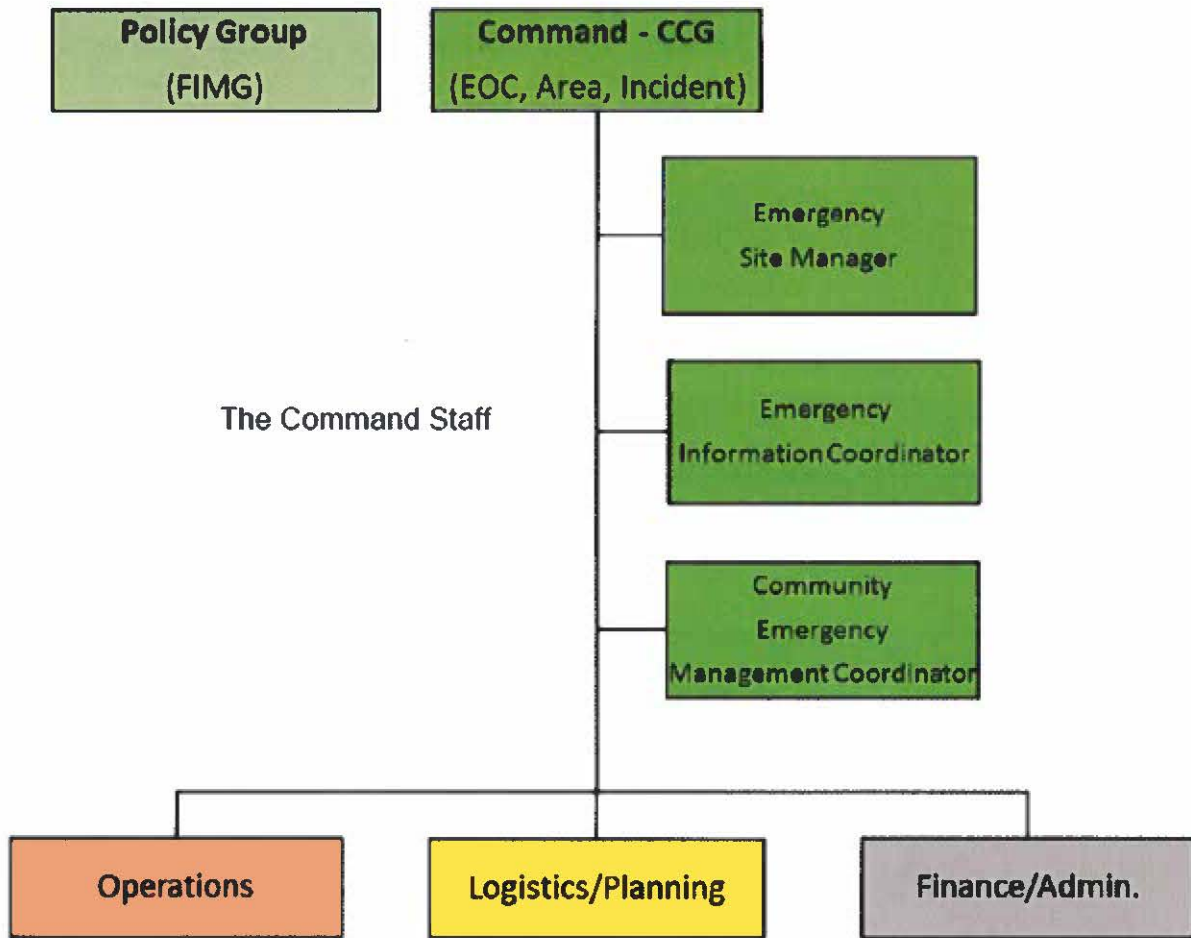 Policy Group
(FIMG)
Command - CCG
(EOC, Area, Incident)
Emergency
Site Manager
The Command Staff
Emergency
Information Coordinator
Community
Emergency
Management Coordinator
Operations
Logistics/Planning
Finance/Admin.